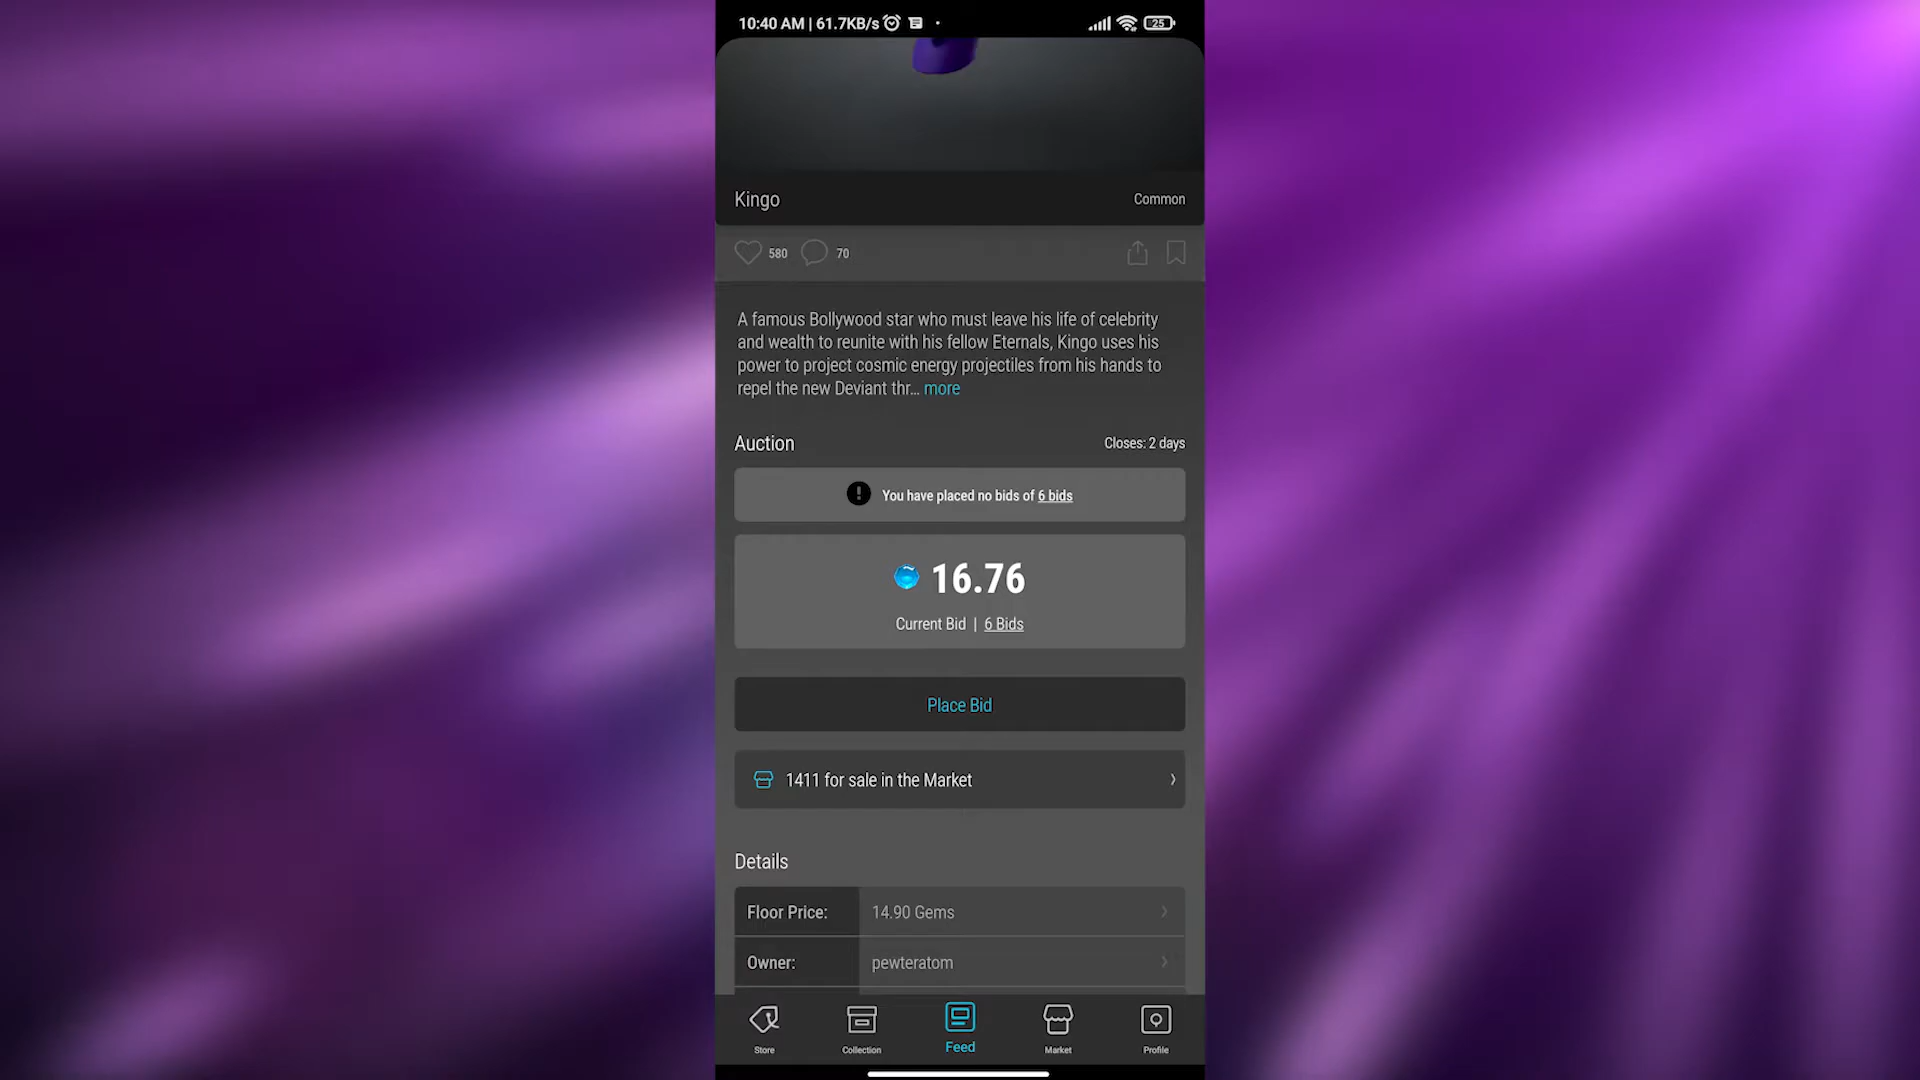 10:40 AM | 61.7KB/s
25
Kingo
Common
580
70
A famous Bollywood star who must leave his life of celebrity
and wealth to reunite with his fellow Eternals, Kingo uses his
power to project cosmic energy projectiles from his hands to
repel the new Deviant thr... more
Auction
Closes: 2 days
You have placed no bids of 6 bids
16.76
Current Bid | 6 Bids
Place Bid
1411 for sale in the Market
Details
Floor Price:
14.90 Gems
Owner:
pewteratom
Store
Collection
Feed
Market
Profile